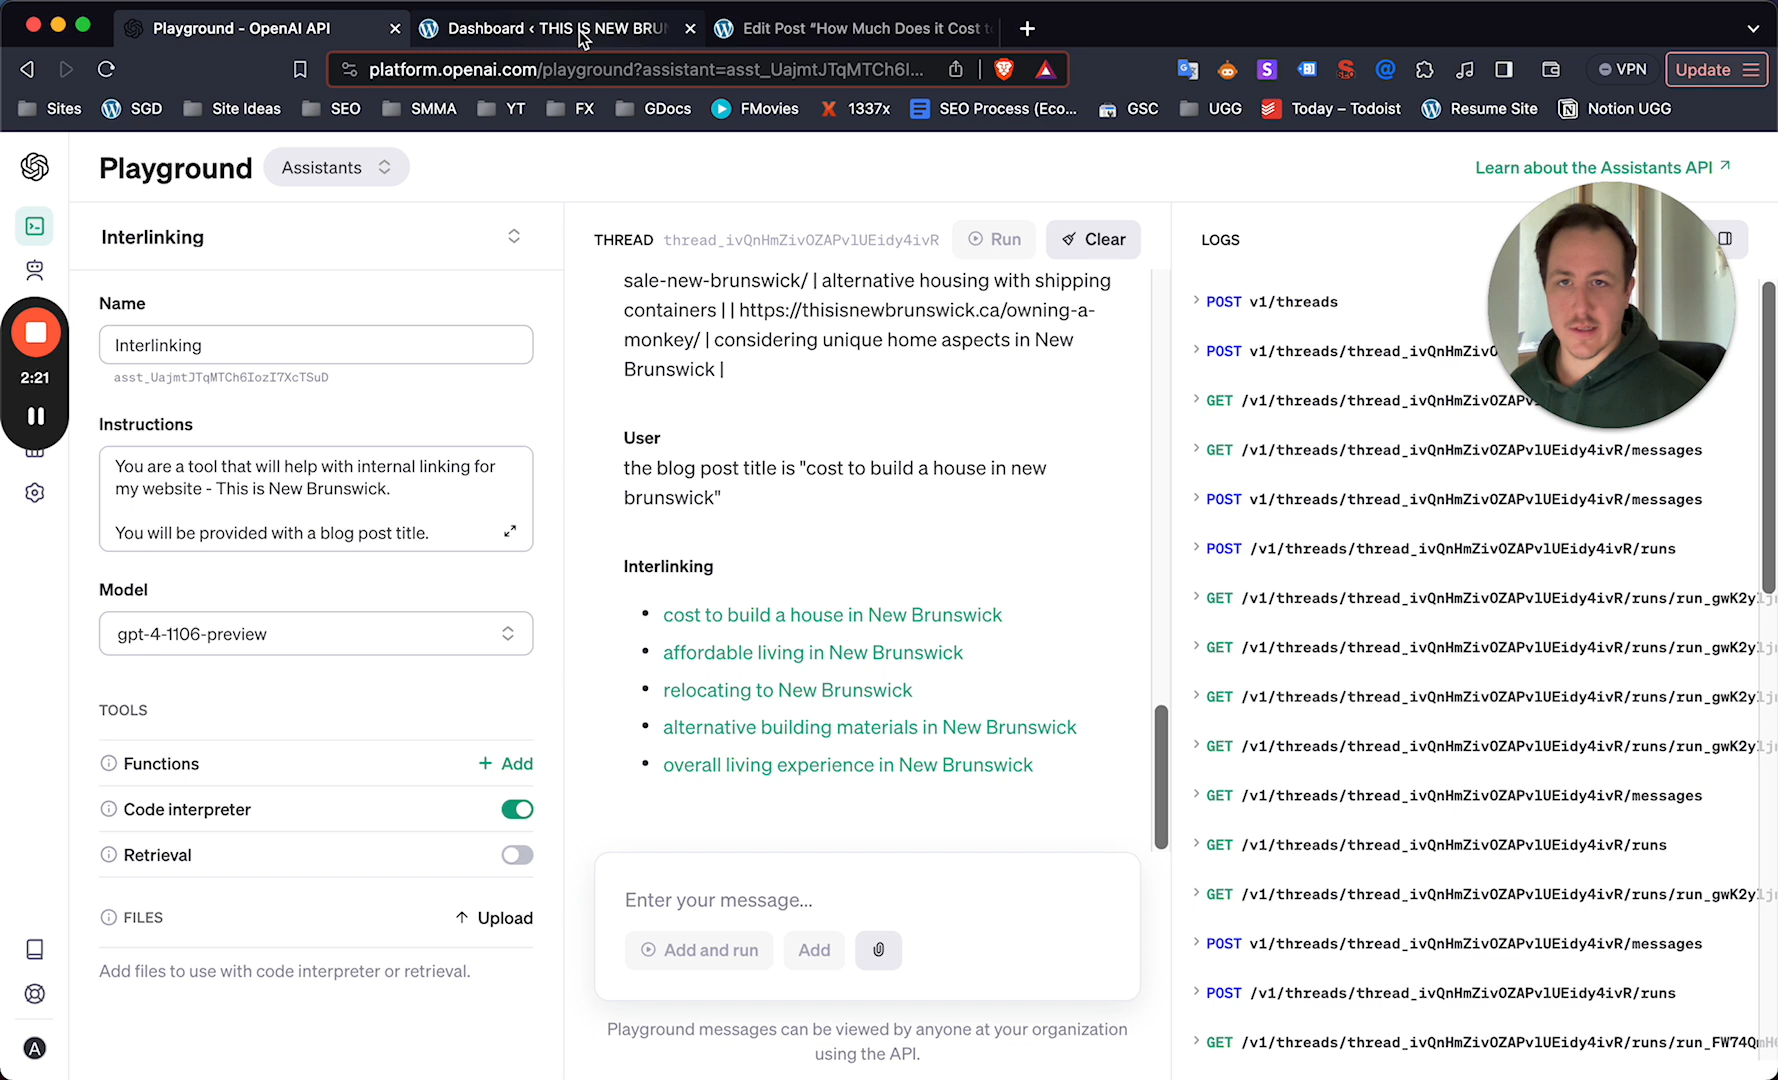 Playground - OpenAI API
Dashboard ‹ THIS IS NEW BRUN
Edit Post “How Much Does it Cost to
platform.openai.com/playground?assistant=asst_UajmtJTqMTCh6I...
VPN
Update
Sites
SGD
Site Ideas
SEO
SMMA
YT
FX
GDocs
FMovies
1337x
SEO Process (Eco...
GSC
UGG
Today – Todoist
Resume Site
Notion UGG
Playground
Assistants
Learn about the Assistants API
Interlinking
Name
Interlinking
asst_UajmtJTqMTCh6IozI7XcTSuD
2:21
Instructions
You are a tool that will help with internal linking for
my website - This is New Brunswick.
You will be provided with a blog post title.
Model
gpt-4-1106-preview
TOOLS
Functions
+ Add
Code interpreter
Retrieval
FILES
Upload
Add files to use with code interpreter or retrieval.
A
THREAD thread_ivQnHmZivOZAPvlUEidy4ivR
Run
Clear
sale-new-brunswick/ | alternative housing with shipping
containers | | https://thisisnewbrunswick.ca/owning-a-
monkey/ | considering unique home aspects in New
Brunswick |
User
the blog post title is "cost to build a house in new
brunswick"
Interlinking
• cost to build a house in New Brunswick
• affordable living in New Brunswick
• relocating to New Brunswick
• alternative building materials in New Brunswick
• overall living experience in New Brunswick
Enter your message...
Add and run
Add
Playground messages can be viewed by anyone at your organization
using the API.
LOGS
POST v1/threads
POST v1/threads/thread_ivQnHmZivO
GET /v1/threads/thread_ivQnHmZivOZAPv
GET /v1/threads/thread_ivQnHmZivOZAPvlUEidy4ivR/messages
POST v1/threads/thread_ivQnHmZivOZAPvlUEidy4ivR/messages
POST /v1/threads/thread_ivQnHmZivOZAPvlUEidy4ivR/runs
GET /v1/threads/thread_ivQnHmZivOZAPvlUEidy4ivR/runs/run_gwK2y
GET /v1/threads/thread_ivQnHmZivOZAPvlUEidy4ivR/runs/run_gwK2y
GET /v1/threads/thread_ivQnHmZivOZAPvlUEidy4ivR/runs/run_gwK2y
GET /v1/threads/thread_ivQnHmZivOZAPvlUEidy4ivR/runs/run_gwK2y
GET /v1/threads/thread_ivQnHmZivOZAPvlUEidy4ivR/messages
GET /v1/threads/thread_ivQnHmZivOZAPvlUEidy4ivR/runs
GET /v1/threads/thread_ivQnHmZivOZAPvlUEidy4ivR/runs/run_gwK2y
POST v1/threads/thread_ivQnHmZivOZAPvlUEidy4ivR/messages
POST /v1/threads/thread_ivQnHmZivOZAPvlUEidy4ivR/runs
GET /v1/threads/thread_ivQnHmZivOZAPvlUEidy4ivR/runs/run_FW74Qm